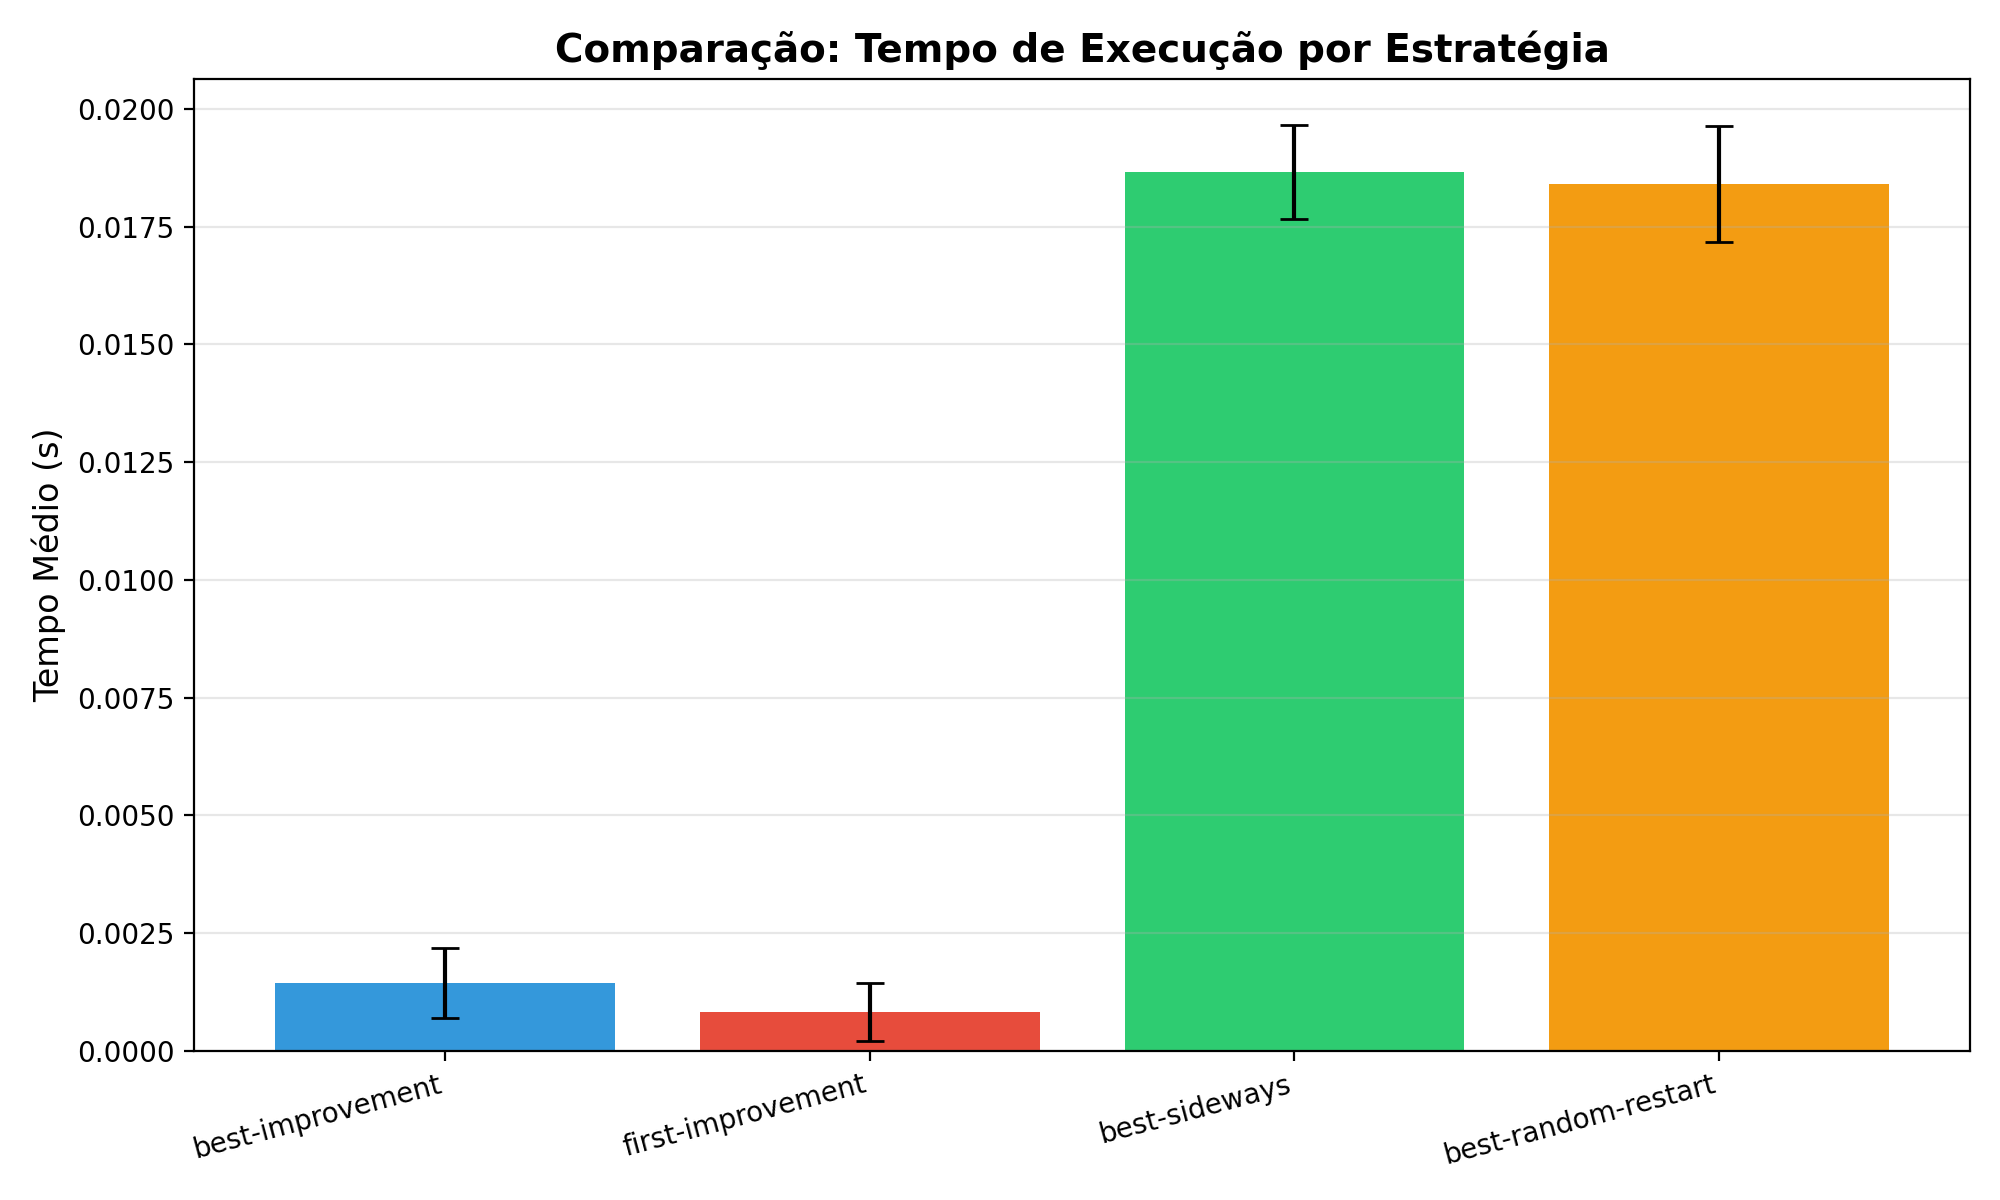 Comparação: Tempo de Execução por Estratégia
Tempo Médio (s)
0.0200
0.0175
0.0150
0.0125
0.0100
0.0075
0.0050
0.0025
0.0000
best-improvement
first-improvement
best-sideways
best-random-restart